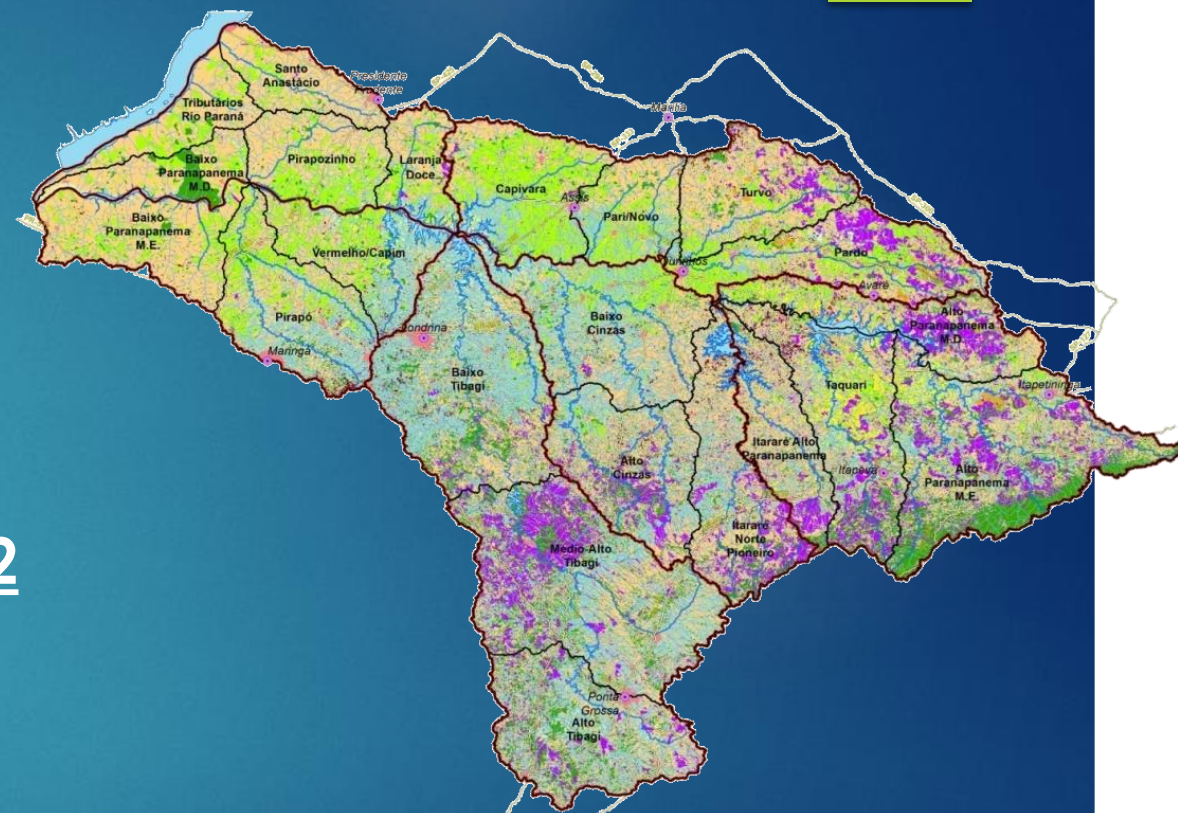 Santo
Anastácio
Presidente
Prudente
Tributários
Rio Paraná
Marília
Baixo
Paranapanema
M.D.
Pirapozinho
Laranja
Doce
Capivara
Assis
Pari/Novo
Turvo
Baixo
Paranapanema
M.E.
Vermelho/Capim
Ourinhos
Pardo
Avaré
Pirapó
Londrina
Baixo
Cinzas
Alto
Paranapanema
M.D.
Maringá
Baixo
Tibagi
Taquari
Itapetininga
Itararé Alto
Paranapanema
Alto
Cinzas
Itapeva
Alto
Paranapanema
M.E.
Itararé
Norte
Pioneiro
2
Médio-Alto
Tibagi
Ponta
Grossa
Alto
Tibagi